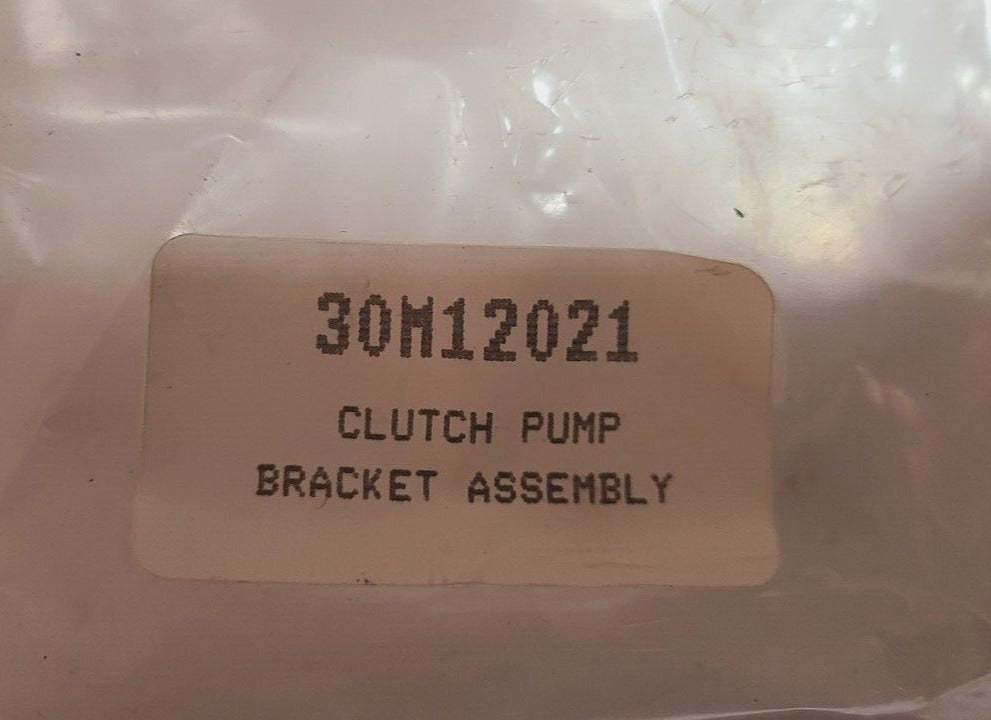 30M12021
CLUTCH PUMP
BRACKET ASSEMBLY